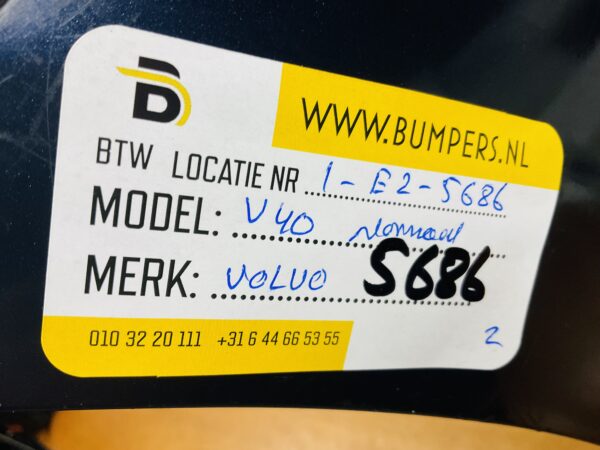 B
WWW.BUMPERS.NL
BTW LOCATIE NR 1-E2-5686
MODEL: V40 Normaal
MERK: VOLVO 5686
010 32 20 111 +31 6 44 66 53 55
2